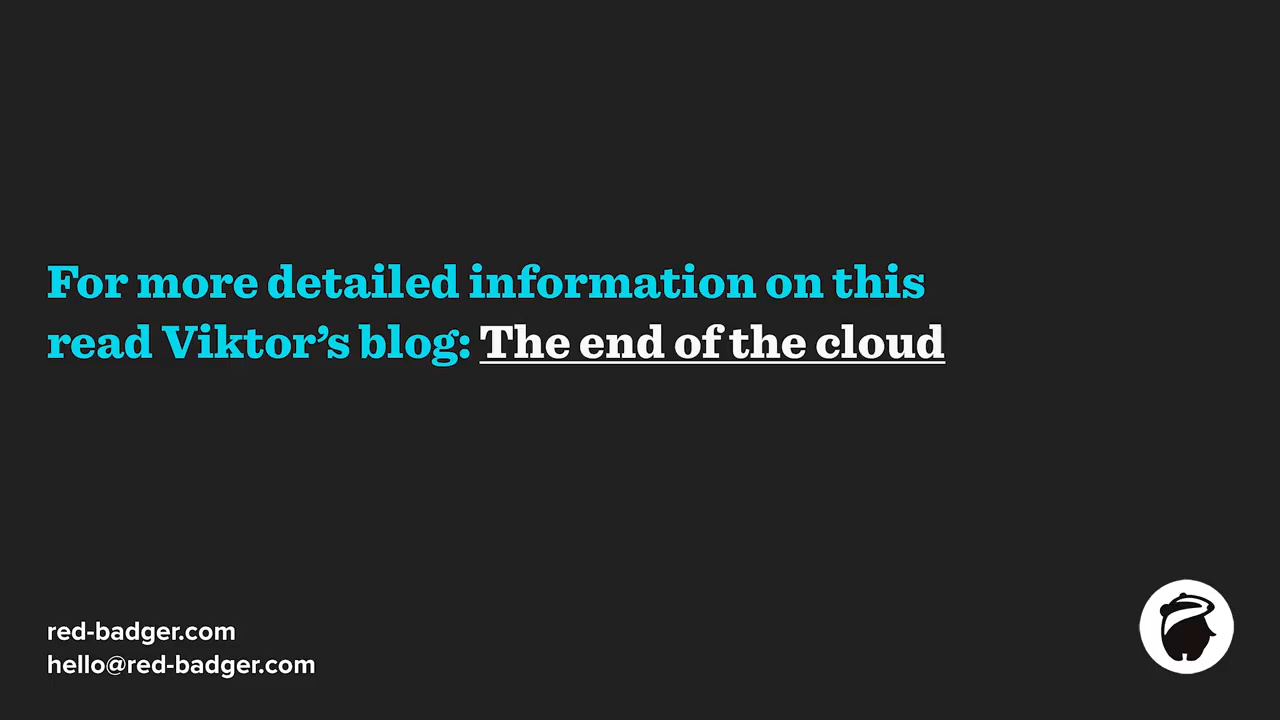 For more detailed information on this
read Viktor’s blog: The end of the cloud
red-badger.com
hello@red-badger.com